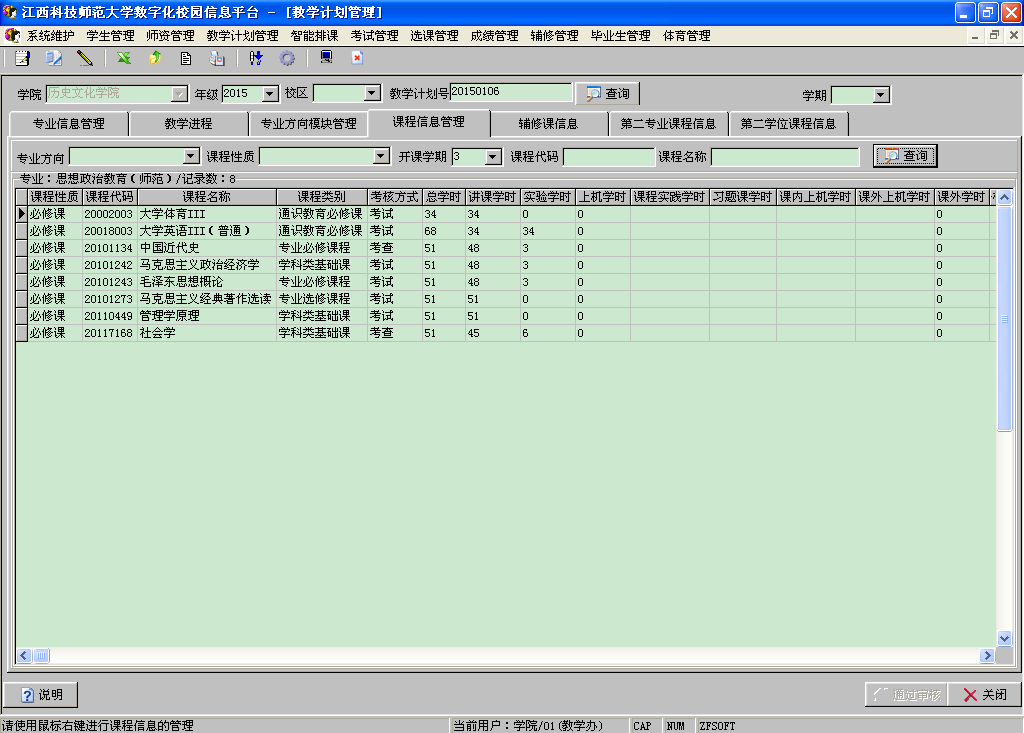 江西科技师范大学数字化校园信息平台 - [教学计划管理]
系统维护 学生管理 师资管理 教学计划管理 智能排课 考试管理 选课管理 成绩管理 辅修管理 毕业生管理 体育管理
学院 历史文化学院 年级 2015 校区 教学计划号 20150106 查询 学期
专业信息管理 教学进程 专业方向模块管理 课程信息管理 辅修课信息 第二专业课程信息 第二学位课程信息
专业方向 课程性质 开课学期 3 课程代码 课程名称 查询
专业：思想政治教育(师范)/记录数：8
课程性质 课程代码 课程名称 课程类别 考核方式 总学时 讲课学时 实验学时 上机学时 课程实践学时 习题课学时 课内上机学时 课外上机学时 课外学时
必修课 20002003 大学体育III 通识教育必修课 考试 34 34 0 0 0
必修课 20018003 大学英语III(普通) 通识教育必修课 考试 68 34 34 0 0
必修课 20101134 中国近代史 专业必修课程 考查 51 48 3 0 0
必修课 20101242 马克思主义政治经济学 学科类基础课 考试 51 48 3 0 0
必修课 20101243 毛泽东思想概论 专业必修课程 考试 51 48 3 0 0
必修课 20101273 马克思主义经典著作选读 专业选修课程 考试 51 51 0 0 0
必修课 20110449 管理学原理 学科类基础课 考试 51 51 0 0 0
必修课 20117168 社会学 学科类基础课 考查 51 45 6 0 0
说明 通过审核 关闭
请使用鼠标右键进行课程信息的管理 当前用户：学院/01(教学办) CAP NUM ZFSOFT